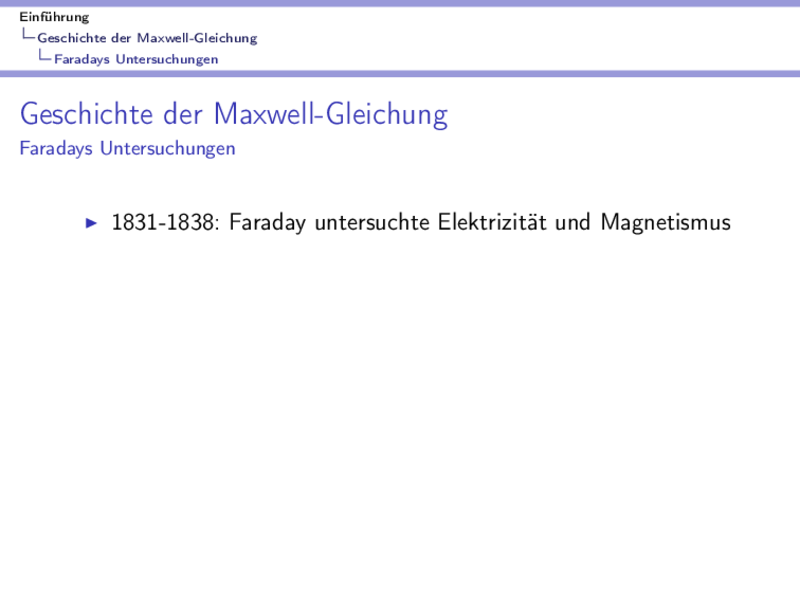 Einführung
Geschichte der Maxwell-Gleichung
Faradays Untersuchungen
Geschichte der Maxwell-Gleichung
Faradays Untersuchungen
1831-1838: Faraday untersuchte Elektrizität und Magnetismus